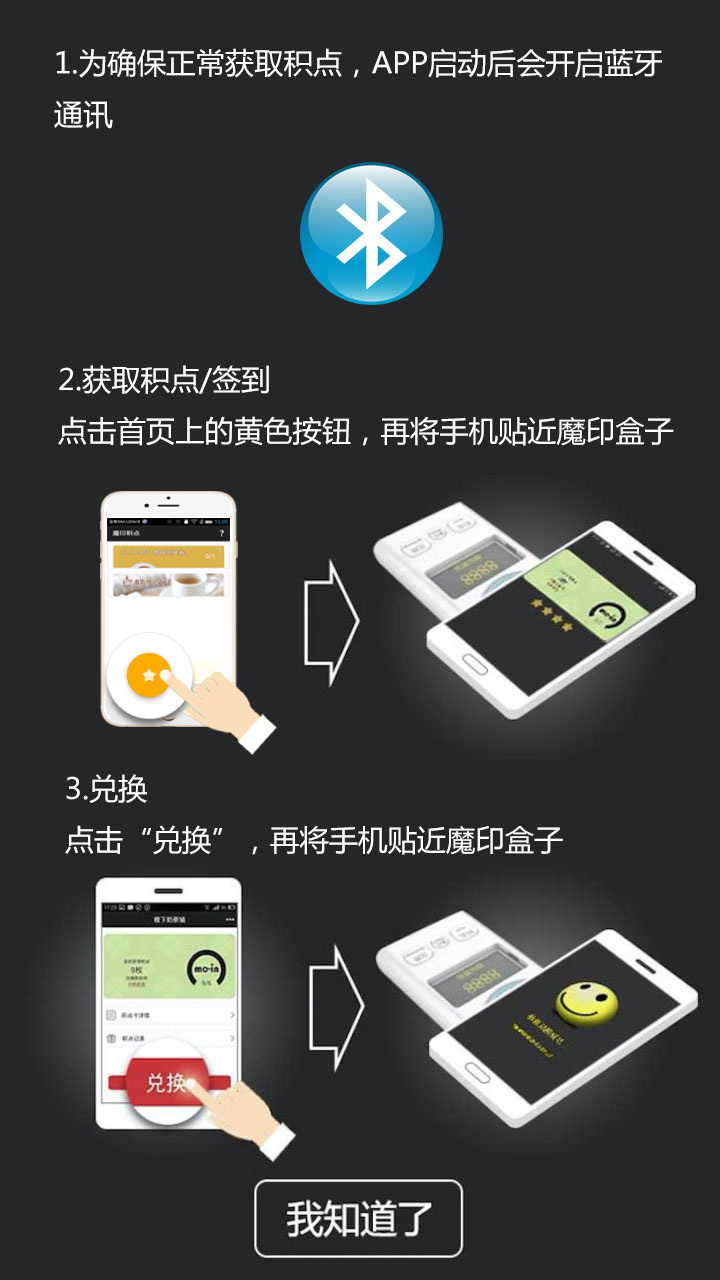 1.为确保正常获取积点，APP启动后会开启蓝牙
通讯
2.获取积点/签到
点击首页上的黄色按钮，再将手机贴近魔印盒子
魔印积点
?
8888
mo-in
3.兑换
点击“兑换”，再将手机贴近魔印盒子
17:23
楼下奶茶铺
9枚
mo-in
积点卡详情
积点记录
兑换
8888
我知道了